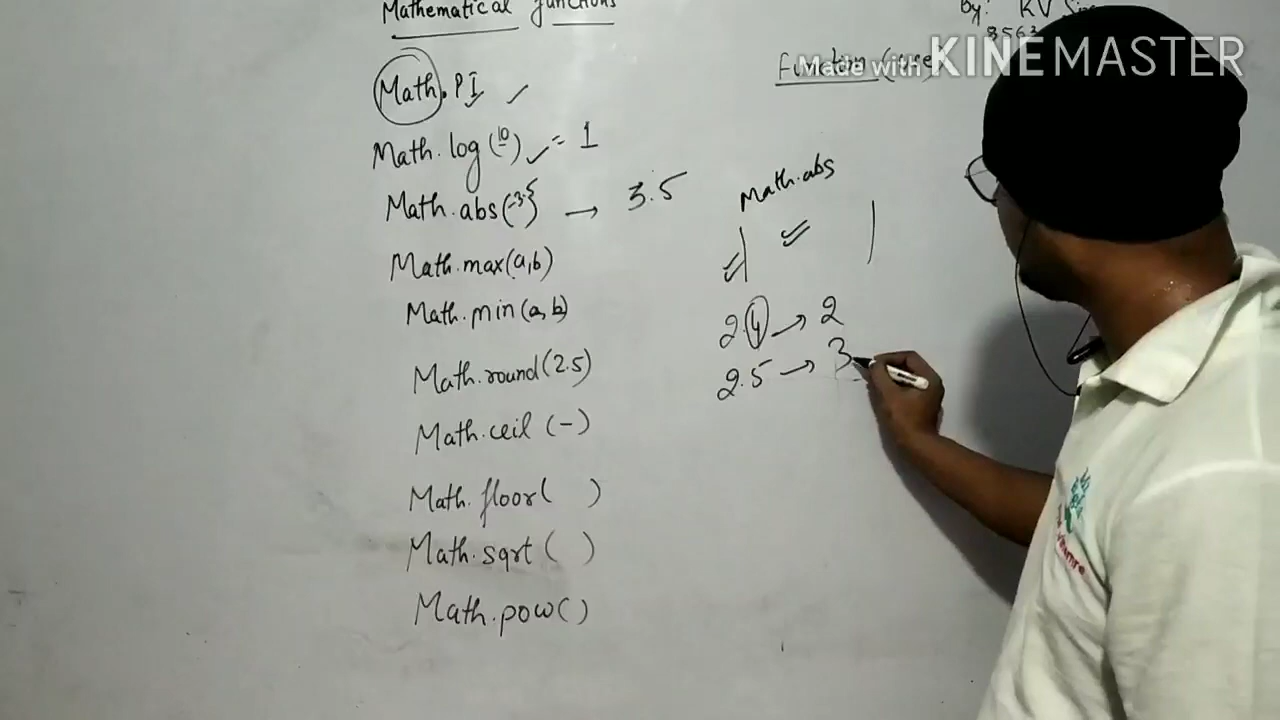 Mathematical functions
By: KV
8563
Function (
Made with KINEMASTER
Math.PI
Math.log(10) = 1
Math.abs(-3.5) → 3.5
Math.abs
Math.max(a,b)
Math.min(a,b)
2.4 → 2
Math.round(2.5)
2.5 → 3
Math.ceil (-)
Math.floor( )
Math.sqrt ( )
Math.pow()